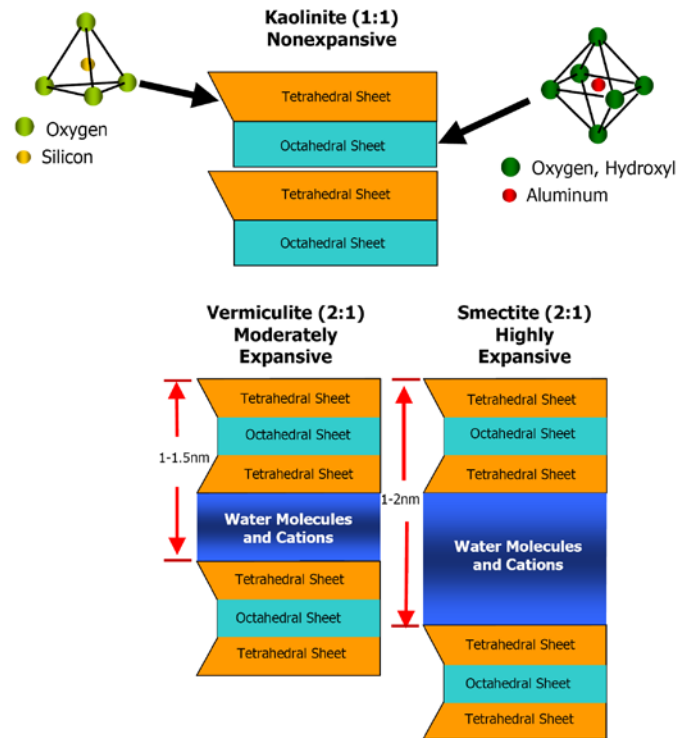 Kaolinite (1:1)
Nonexpansive
Tetrahedral Sheet
Octahedral Sheet
Tetrahedral Sheet
Octahedral Sheet
Oxygen
Silicon
Oxygen, Hydroxyl
Aluminum
Vermiculite (2:1)
Moderately
Expansive
Tetrahedral Sheet
Octahedral Sheet
Tetrahedral Sheet
1-1.5nm
Water Molecules
and Cations
Tetrahedral Sheet
Octahedral Sheet
Tetrahedral Sheet
Smectite (2:1)
Highly
Expansive
Tetrahedral Sheet
Octahedral Sheet
Tetrahedral Sheet
1-2nm
Water Molecules
and Cations
Tetrahedral Sheet
Octahedral Sheet
Tetrahedral Sheet